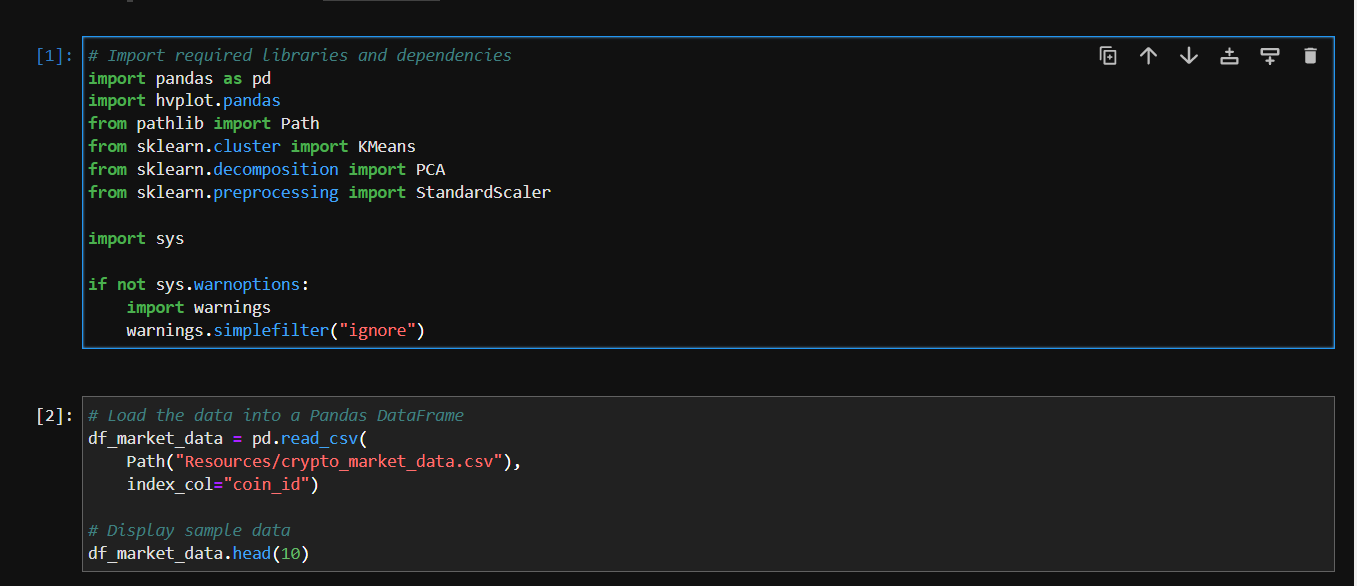 [1]:
# Import required libraries and dependencies
import pandas as pd
import hvplot.pandas
from pathlib import Path
from sklearn.cluster import KMeans
from sklearn.decomposition import PCA
from sklearn.preprocessing import StandardScaler
import sys
if not sys.warnoptions:
    import warnings
    warnings.simplefilter("ignore")
[2]:
# Load the data into a Pandas DataFrame
df_market_data = pd.read_csv(
    Path("Resources/crypto_market_data.csv"),
    index_col="coin_id")
# Display sample data
df_market_data.head(10)